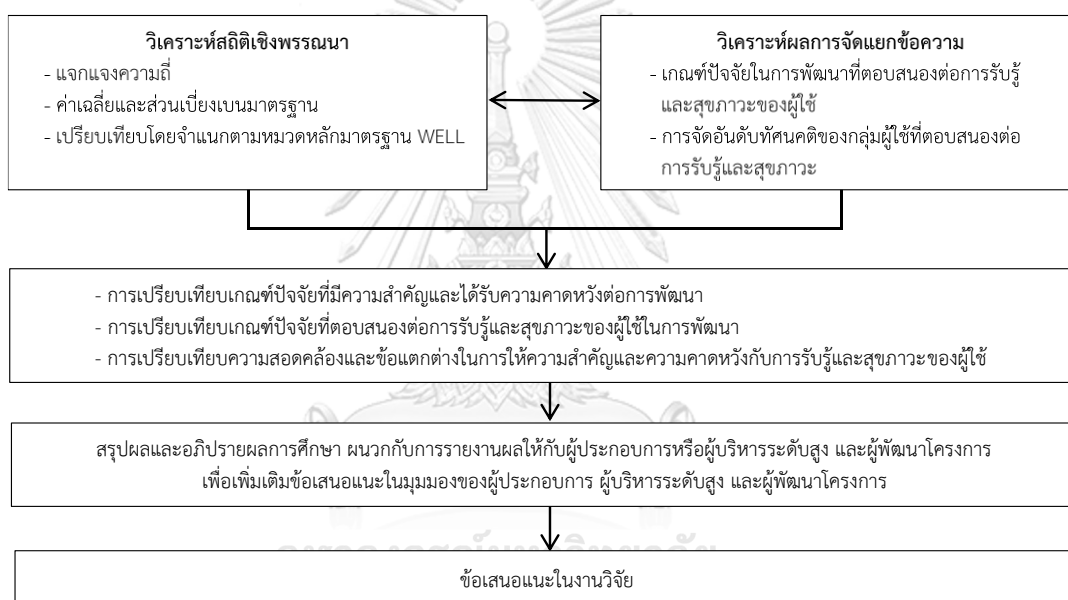 วิเคราะห์สถิติเชิงพรรณนา
- แจกแจงความถี่
- ค่าเฉลี่ยและส่วนเบี่ยงเบนมาตรฐาน
- เปรียบเทียบโดยจำแนกตามหมวดหลักมาตรฐาน WELL
วิเคราะห์ผลการจัดแยกข้อความ
- เกณฑ์ปัจจัยในการพัฒนาที่ตอบสนองต่อการรับรู้
และสุขภาวะของผู้ใช้
- การจัดอันดับทัศนคติของกลุ่มผู้ใช้ที่ตอบสนองต่อ
การรับรู้และสุขภาวะ
- การเปรียบเทียบเกณฑ์ปัจจัยที่มีความสำคัญและได้รับความคาดหวังต่อการพัฒนา
- การเปรียบเทียบเกณฑ์ปัจจัยที่ตอบสนองต่อการรับรู้และสุขภาวะของผู้ใช้ในการพัฒนา
- การเปรียบเทียบความสอดคล้องและข้อแตกต่างในการให้ความสำคัญและความคาดหวังกับการรับรู้และสุขภาวะของผู้ใช้
สรุปผลและอภิปรายผลการศึกษา ผนวกกับการรายงานผลให้กับผู้ประกอบการหรือผู้บริหารระดับสูง และผู้พัฒนาโครงการ
เพื่อเพิ่มเติมข้อเสนอแนะในมุมมองของผู้ประกอบการ ผู้บริหารระดับสูง และผู้พัฒนาโครงการ
ข้อเสนอแนะในงานวิจัย